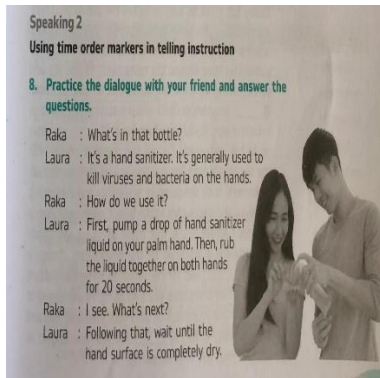 Speaking 2
Using time order markers in telling instruction
8. Practice the dialogue with your friend and answer the
questions.
Raka : What's in that bottle?
Laura : It's a hand sanitizer. It's generally used to
kill viruses and bacteria on the hands.
Raka : How do we use it?
Laura : First, pump a drop of hand sanitizer
liquid on your palm hand. Then, rub
the liquid together on both hands
for 20 seconds.
Raka : I see. What's next?
Laura : Following that, wait until the
hand surface is completely dry.